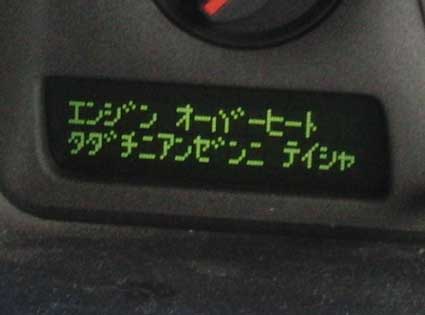 エンジン オーバーヒート
タダチニアンゼンニ テイシャ